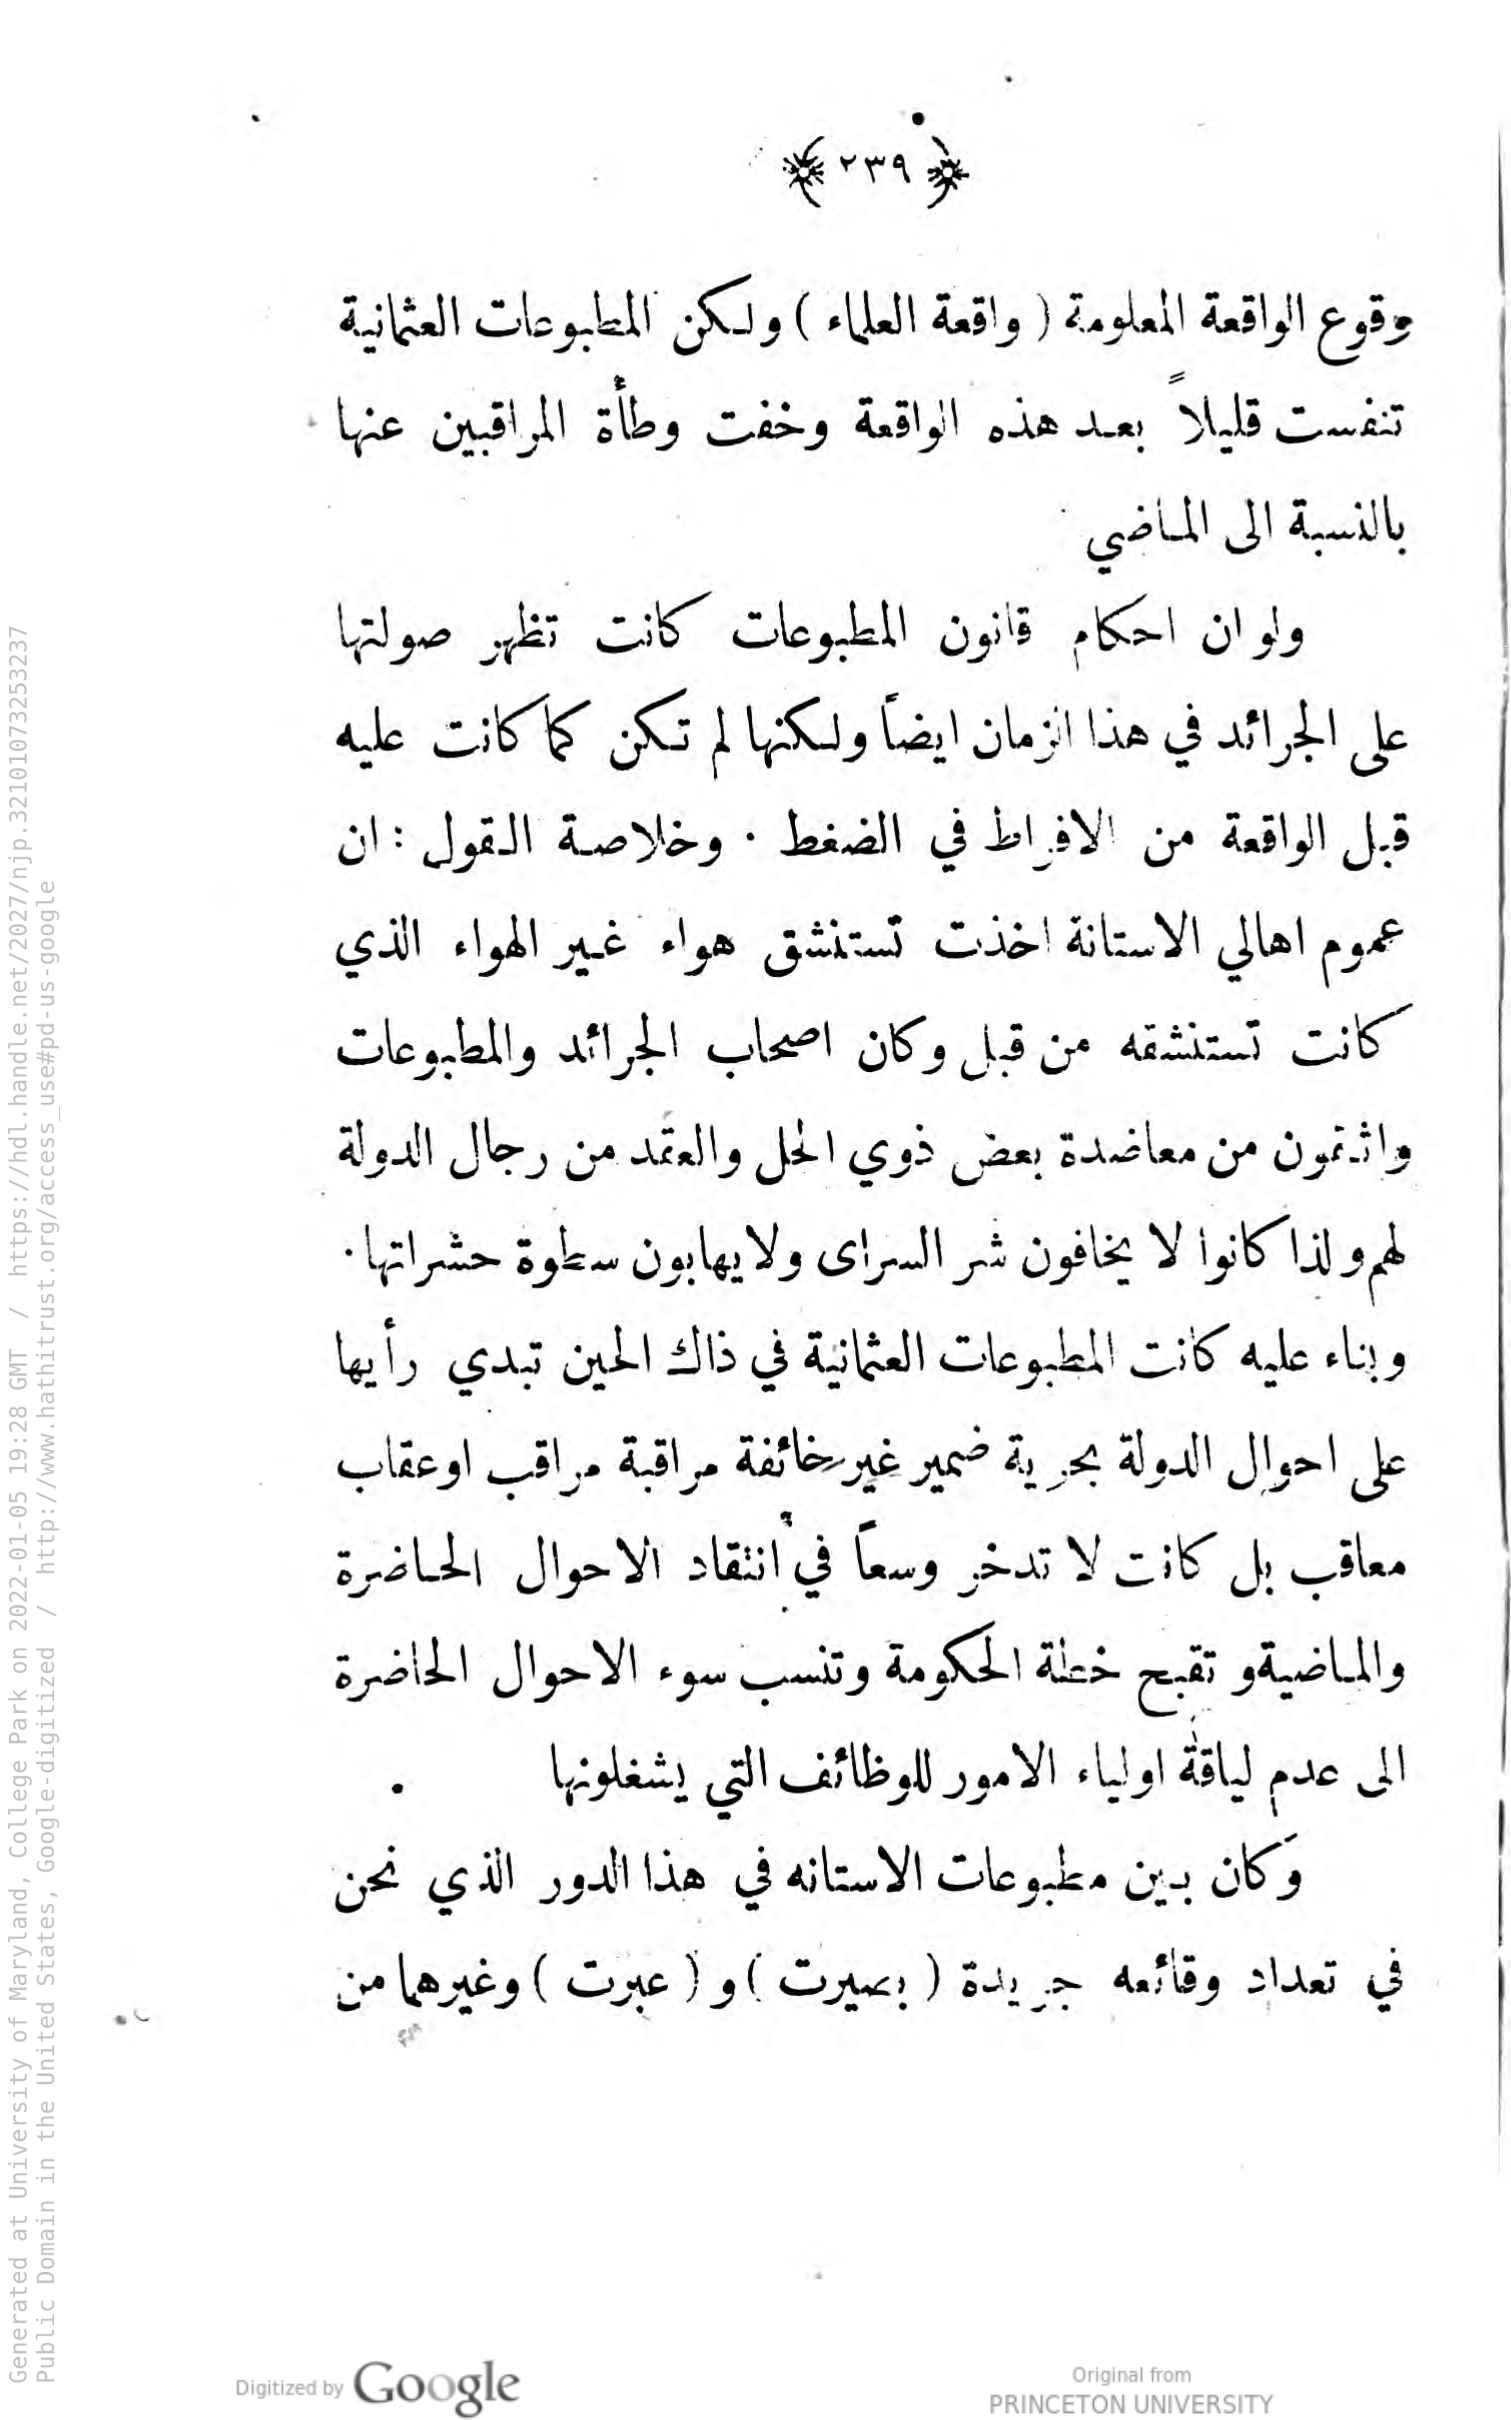 ﴿ ٢٣٩ ﴾
وقوع الواقعة المعلومة ( واقعة العلماء ) ولكن المطبوعات العثمانية
تنفست قليلاً بعد هذه الواقعة وخفت وطأة المراقبين عنها
بالنسبة الى الماضي
ولو ان احكام قانون المطبوعات كانت تظهر صولتها
على الجرائد في هذا الزمان ايضاً ولكنها لم تكن كما كانت عليه
قبل الواقعة من الافراط في الضغط · وخلاصة القول : ان
عموم اهالي الاستانة اخذت تستنشق هواء غير الهواء الذي
كانت تستنشقه من قبل وكان اصحاب الجرائد والمطبوعات
واثقون من معاضدة بعض ذوي الحل والعقد من رجال الدولة
لهم ولذا كانوا لا يخافون شر السراى ولا يهابون سطوة حشراتها ·
وبناء عليه كانت المطبوعات العثمانية في ذاك الحين تبدي رأيها
على احوال الدولة بحرية ضمير غير خائفة مراقبة مراقب او عقاب
معاقب بل كانت لا تدخر وسعاً في انتقاد الاحوال الحاضرة
والماضية و تقبح خطة الحكومة وتنسب سوء الاحوال الحاضرة
الى عدم لياقة اولياء الامور للوظائف التي يشغلونها
وكان بين مطبوعات الاستانه في هذا الدور الذي نحن
في تعداد وقائعه جريدة ( بصيرت ) و ( عبرت ) وغيرهما من
Generated at University of Maryland, College Park on 2022-01-05 19:28 GMT / https://hdl.handle.net/2027/njp.32101073253237
Public Domain in the United States, Google-digitized / http://www.hathitrust.org/access_use#pd-us-google
Digitized by Google
Original from
PRINCETON UNIVERSITY